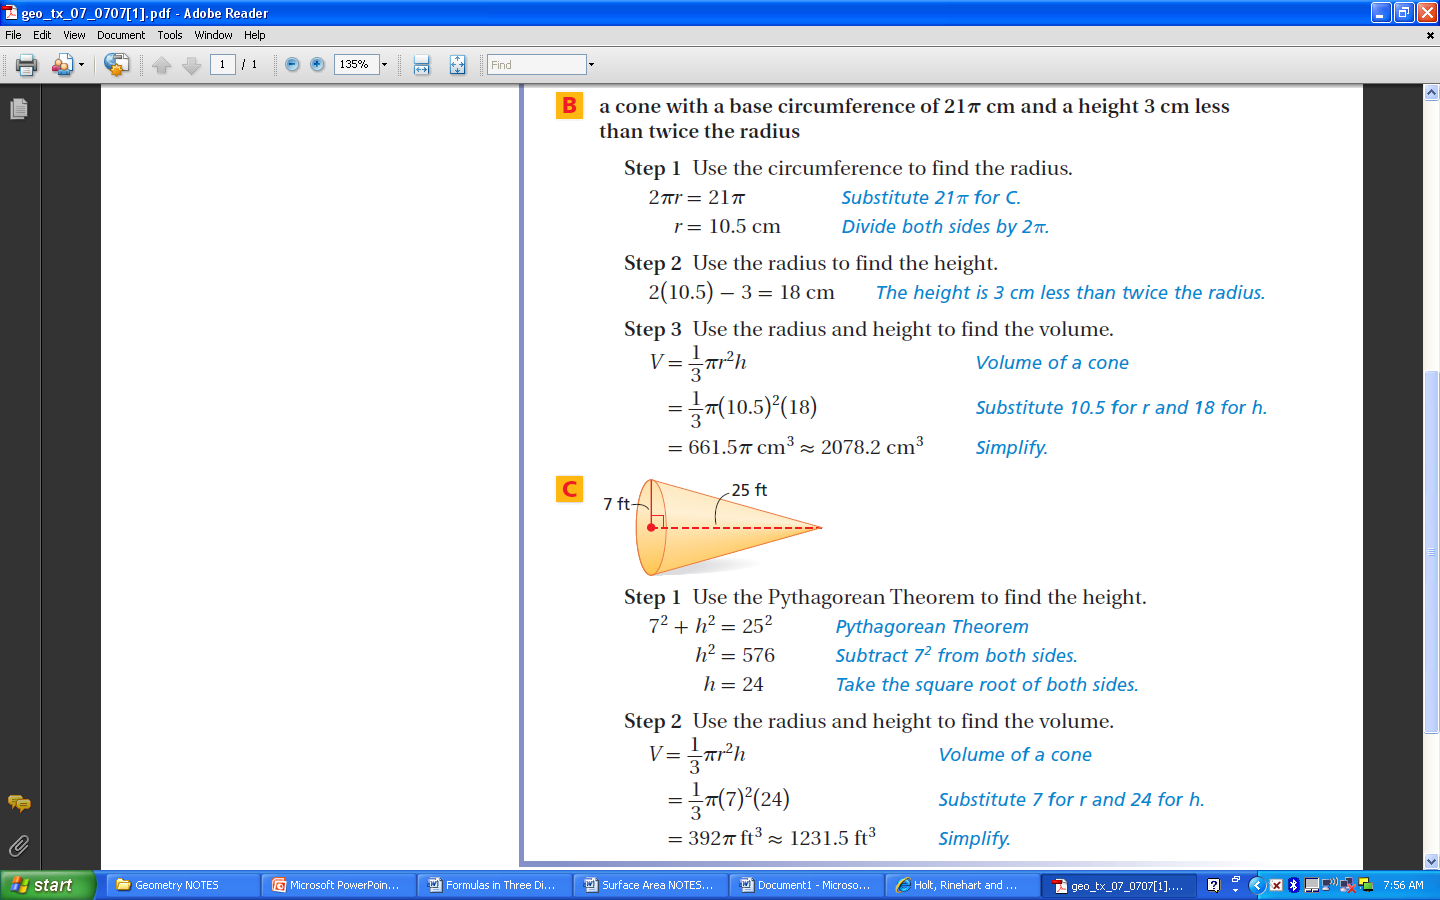 geo_tx_07_0707[1].pdf - Adobe Reader
File Edit View Document Tools Window Help
1 / 1 135% Find
B a cone with a base circumference of 21π cm and a height 3 cm less
than twice the radius
Step 1 Use the circumference to find the radius.
2πr = 21π Substitute 21π for C.
r = 10.5 cm Divide both sides by 2π.
Step 2 Use the radius to find the height.
2(10.5) − 3 = 18 cm The height is 3 cm less than twice the radius.
Step 3 Use the radius and height to find the volume.
V = 1/3 πr²h Volume of a cone
= 1/3 π(10.5)²(18) Substitute 10.5 for r and 18 for h.
= 661.5π cm³ ≈ 2078.2 cm³ Simplify.
C
25 ft
7 ft
Step 1 Use the Pythagorean Theorem to find the height.
7² + h² = 25² Pythagorean Theorem
h² = 576 Subtract 7² from both sides.
h = 24 Take the square root of both sides.
Step 2 Use the radius and height to find the volume.
V = 1/3 πr²h Volume of a cone
= 1/3 π(7)²(24) Substitute 7 for r and 24 for h.
= 392π ft³ ≈ 1231.5 ft³ Simplify.
start Geometry NOTES Microsoft PowerPoin... Formulas in Three Di... Surface Area NOTES... Document1 - Microso... Holt, Rinehart and ... geo_tx_07_0707[1].... 7:56 AM